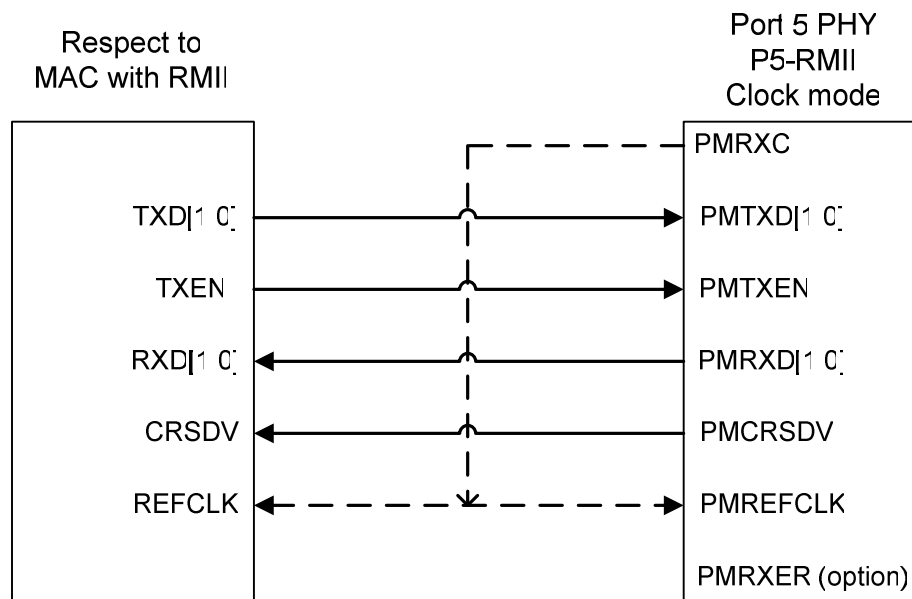 Respect to
MAC with RMII
Port 5 PHY
P5-RMII
Clock mode
PMRXC
TXD[1 0]
PMTXD[1 0]
TXEN
PMTXEN
RXD[1 0]
PMRXD[1 0]
CRSDV
PMCRSDV
REFCLK
PMREFCLK
PMRXER (option)